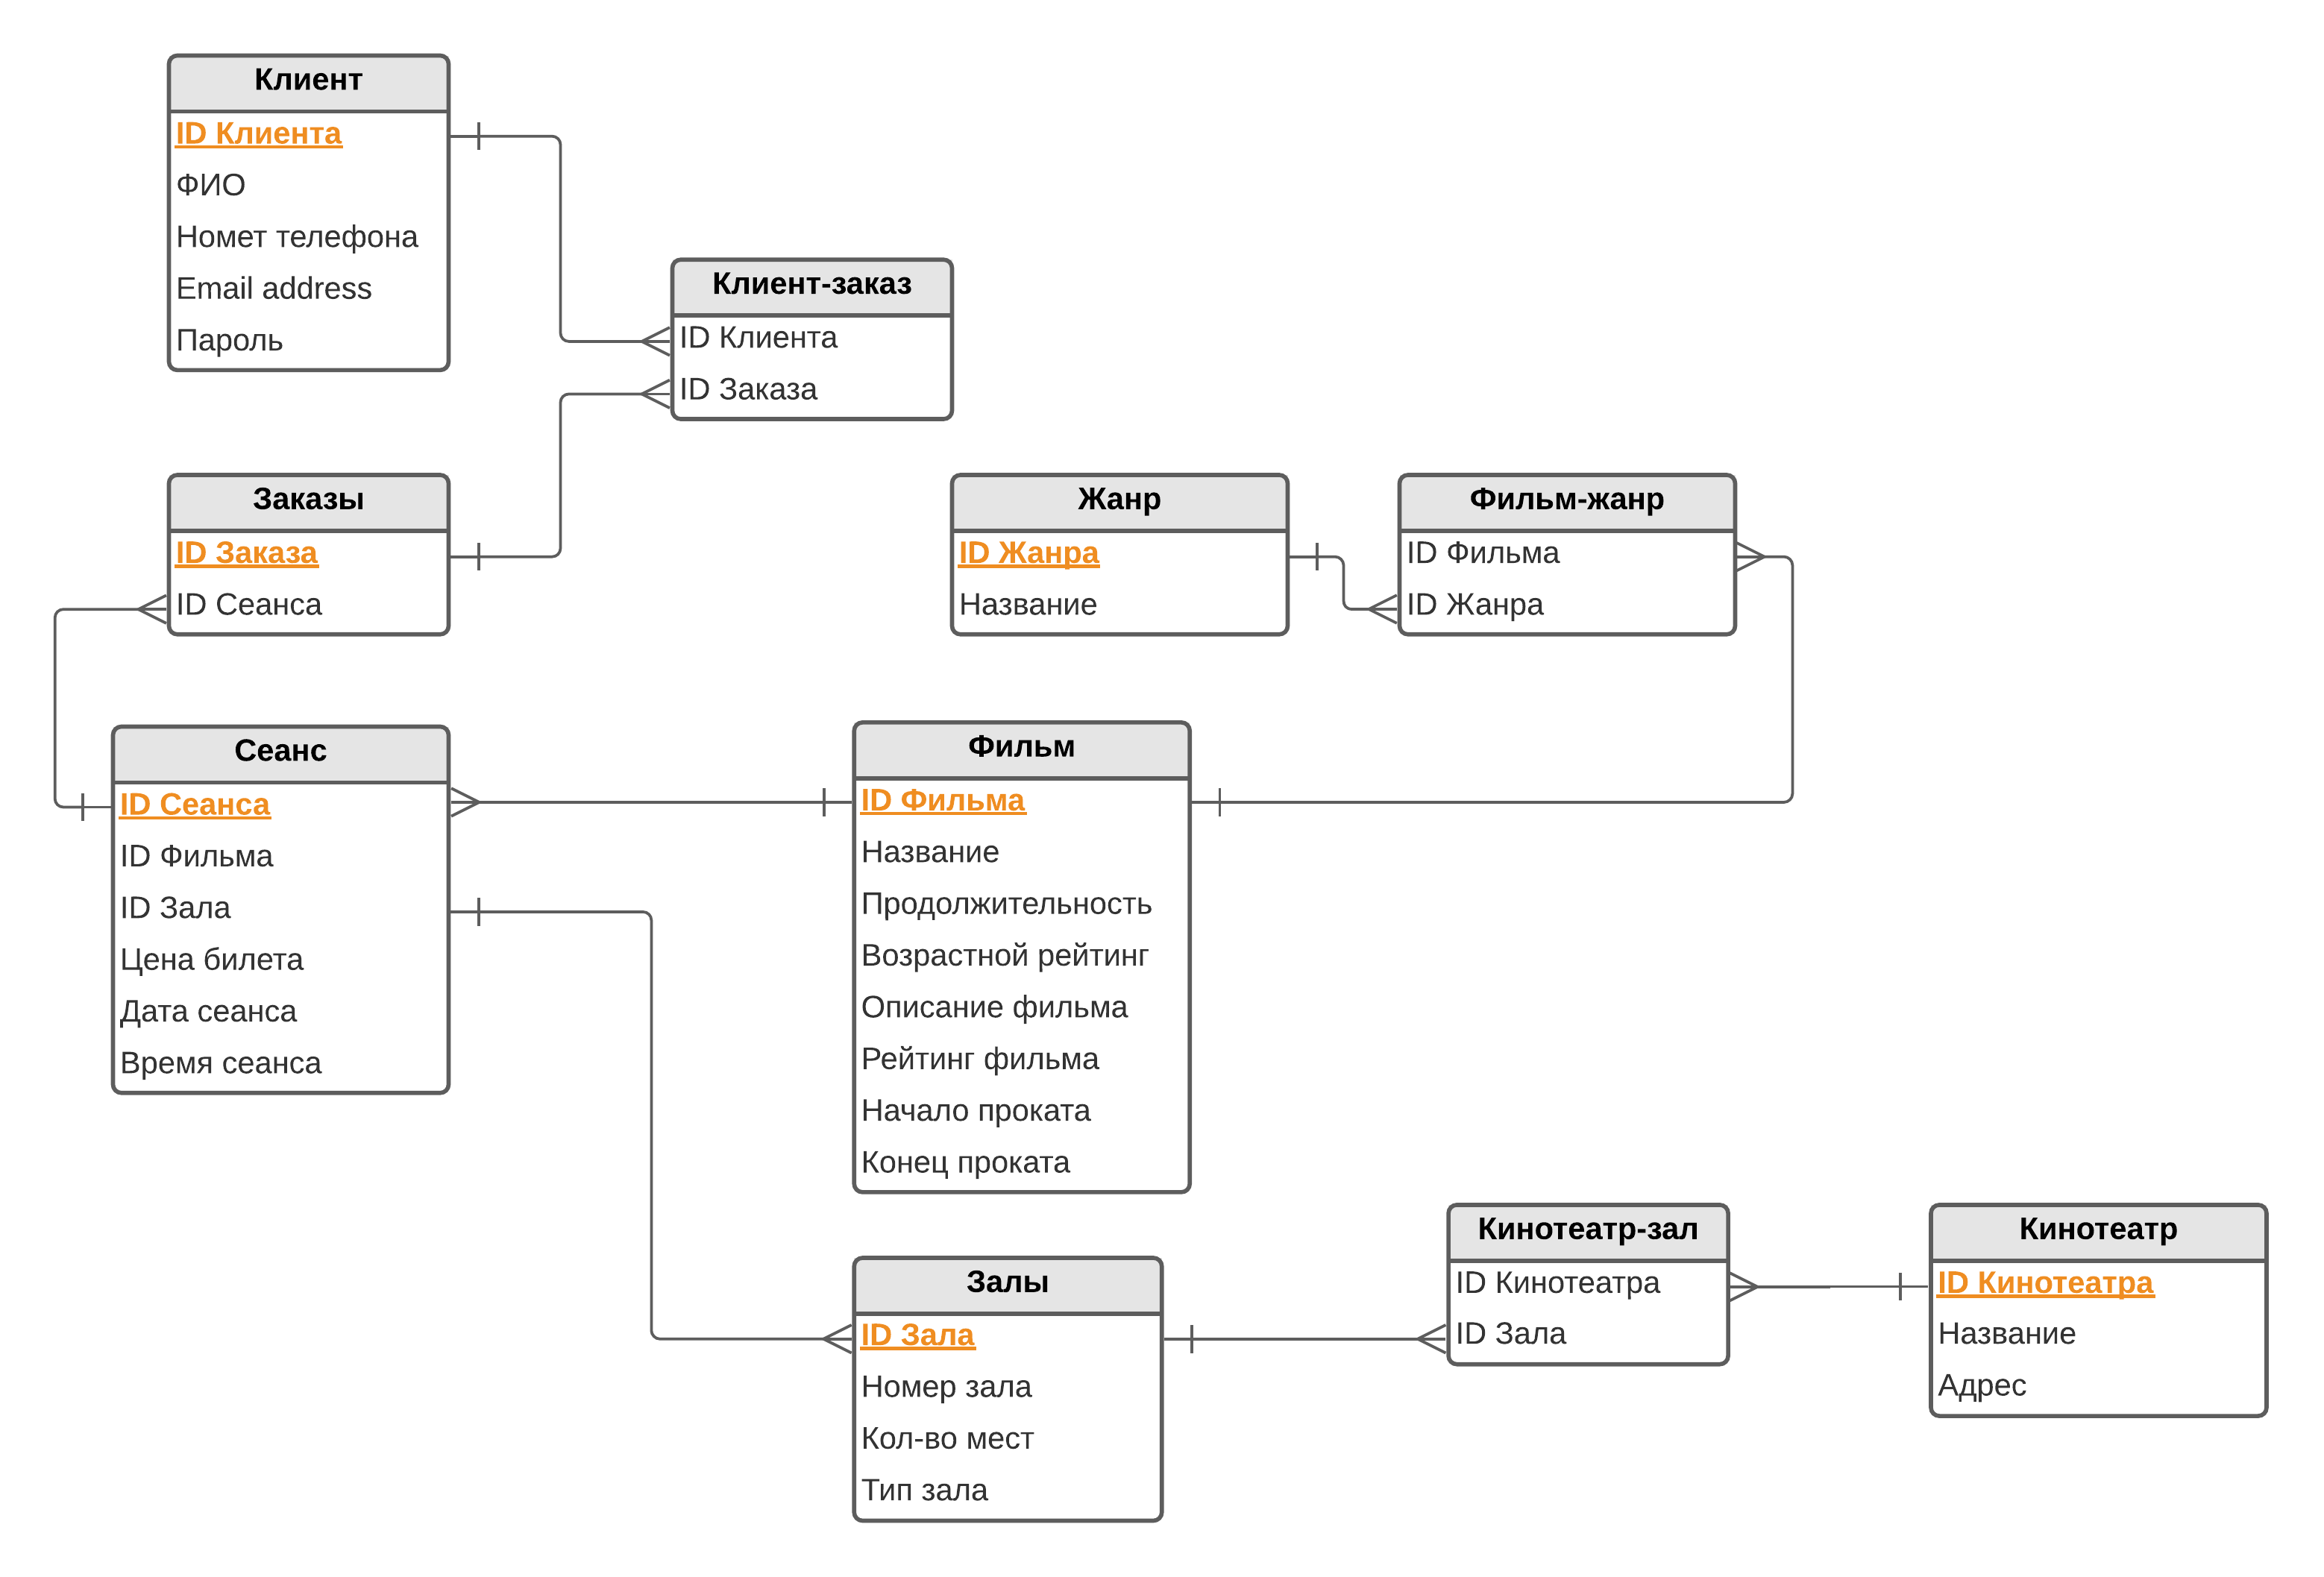 Клиент
ID Клиента
ФИО
Номет телефона
Email address
Пароль
Клиент-заказ
ID Клиента
ID Заказа
Заказы
ID Заказа
ID Сеанса
Жанр
ID Жанра
Название
Фильм-жанр
ID Фильма
ID Жанра
Сеанс
ID Сеанса
ID Фильма
ID Зала
Цена билета
Дата сеанса
Время сеанса
Фильм
ID Фильма
Название
Продолжительность
Возрастной рейтинг
Описание фильма
Рейтинг фильма
Начало проката
Конец проката
Залы
ID Зала
Номер зала
Кол-во мест
Тип зала
Кинотеатр-зал
ID Кинотеатра
ID Зала
Кинотеатр
ID Кинотеатра
Название
Адрес